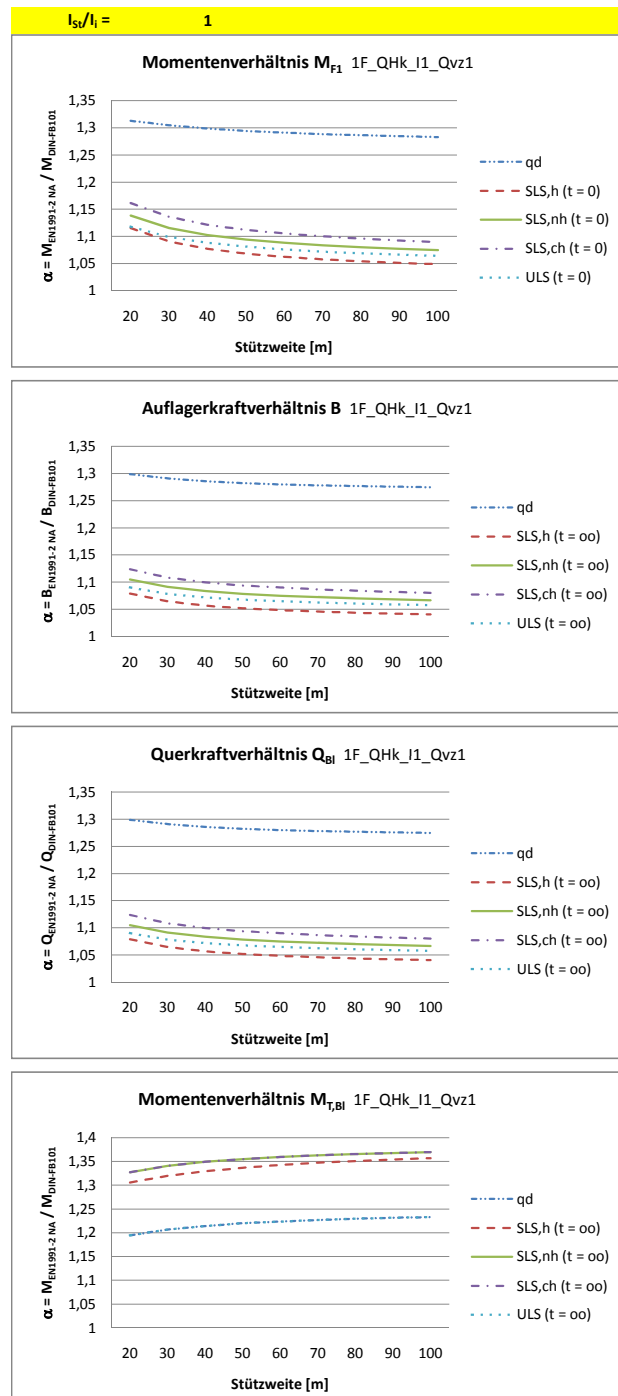 I_St/I_i = 1
Momentenverhältnis M_F1 1F_QHk_I1_Qvz1
α = M_EN1991-2 NA / M_DIN-FB101
1,35
1,3
1,25
1,2
1,15
1,1
1,05
1
20 30 40 50 60 70 80 90 100
Stützweite [m]
qd
SLS,h (t = 0)
SLS,nh (t = 0)
SLS,ch (t = 0)
ULS (t = 0)
Auflagerkraftverhältnis B 1F_QHk_I1_Qvz1
α = B_EN1991-2 NA / B_DIN-FB101
1,35
1,3
1,25
1,2
1,15
1,1
1,05
1
20 30 40 50 60 70 80 90 100
Stützweite [m]
qd
SLS,h (t = oo)
SLS,nh (t = oo)
SLS,ch (t = oo)
ULS (t = oo)
Querkraftverhältnis Q_Bl 1F_QHk_I1_Qvz1
α = Q_EN1991-2 NA / Q_DIN-FB101
1,35
1,3
1,25
1,2
1,15
1,1
1,05
1
20 30 40 50 60 70 80 90 100
Stützweite [m]
qd
SLS,h (t = oo)
SLS,nh (t = oo)
SLS,ch (t = oo)
ULS (t = oo)
Momentenverhältnis M_T,Bl 1F_QHk_I1_Qvz1
α = M_EN1991-2 NA / M_DIN-FB101
1,4
1,35
1,3
1,25
1,2
1,15
1,1
1,05
1
20 30 40 50 60 70 80 90 100
Stützweite [m]
qd
SLS,h (t = oo)
SLS,nh (t = oo)
SLS,ch (t = oo)
ULS (t = oo)